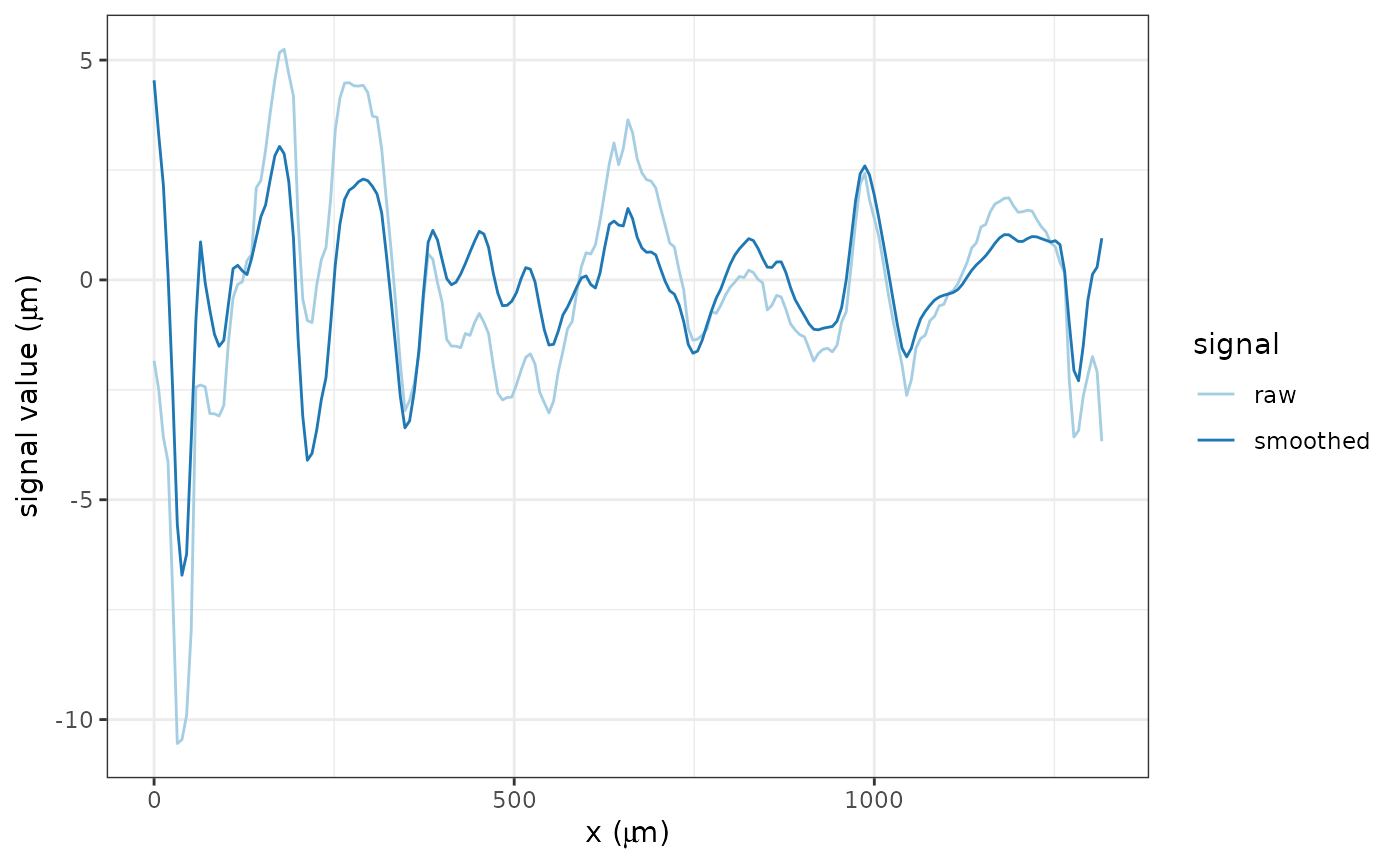 5
0
-5
-10
signal value (μm)
0
500
1000
x (μm)
signal
raw
smoothed